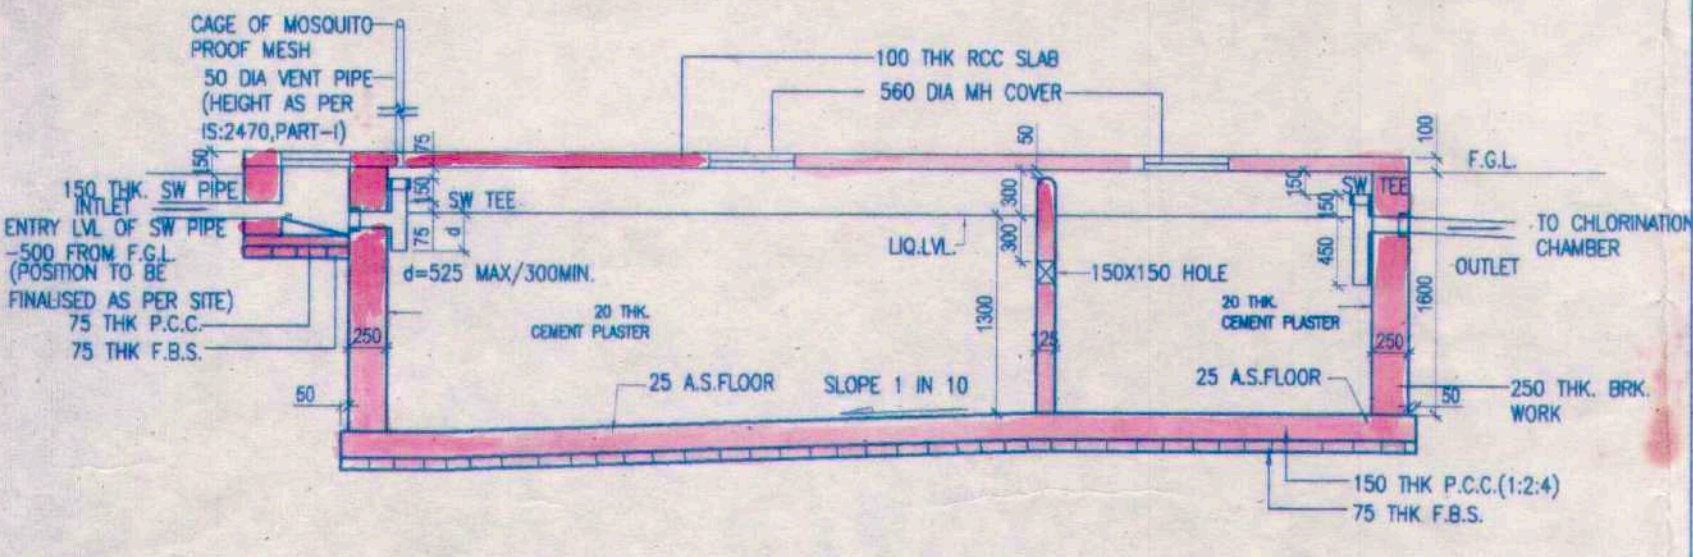 CAGE OF MOSQUITO
PROOF MESH
50 DIA VENT PIPE
(HEIGHT AS PER
IS:2470,PART-I)
100 THK RCC SLAB
560 DIA MH COVER
150
75
50
100
F.G.L.
150 THK. SW PIPE
INTLET
ENTRY LVL OF SW PIPE
-500 FROM F.G.L.
(POSITION TO BE
FINALISED AS PER SITE)
75 THK P.C.C.
75 THK F.B.S.
150
SW TEE
75
d
d=525 MAX/300MIN.
300
300
LIQ.LVL.
150X150 HOLE
150
SW TEE
150
450
TO CHLORINATION
CHAMBER
OUTLET
1600
20 THK.
CEMENT PLASTER
20 THK.
CEMENT PLASTER
1300
250
125
250
50
25 A.S.FLOOR
SLOPE 1 IN 10
25 A.S.FLOOR
50
250 THK. BRK.
WORK
150 THK P.C.C.(1:2:4)
75 THK F.B.S.